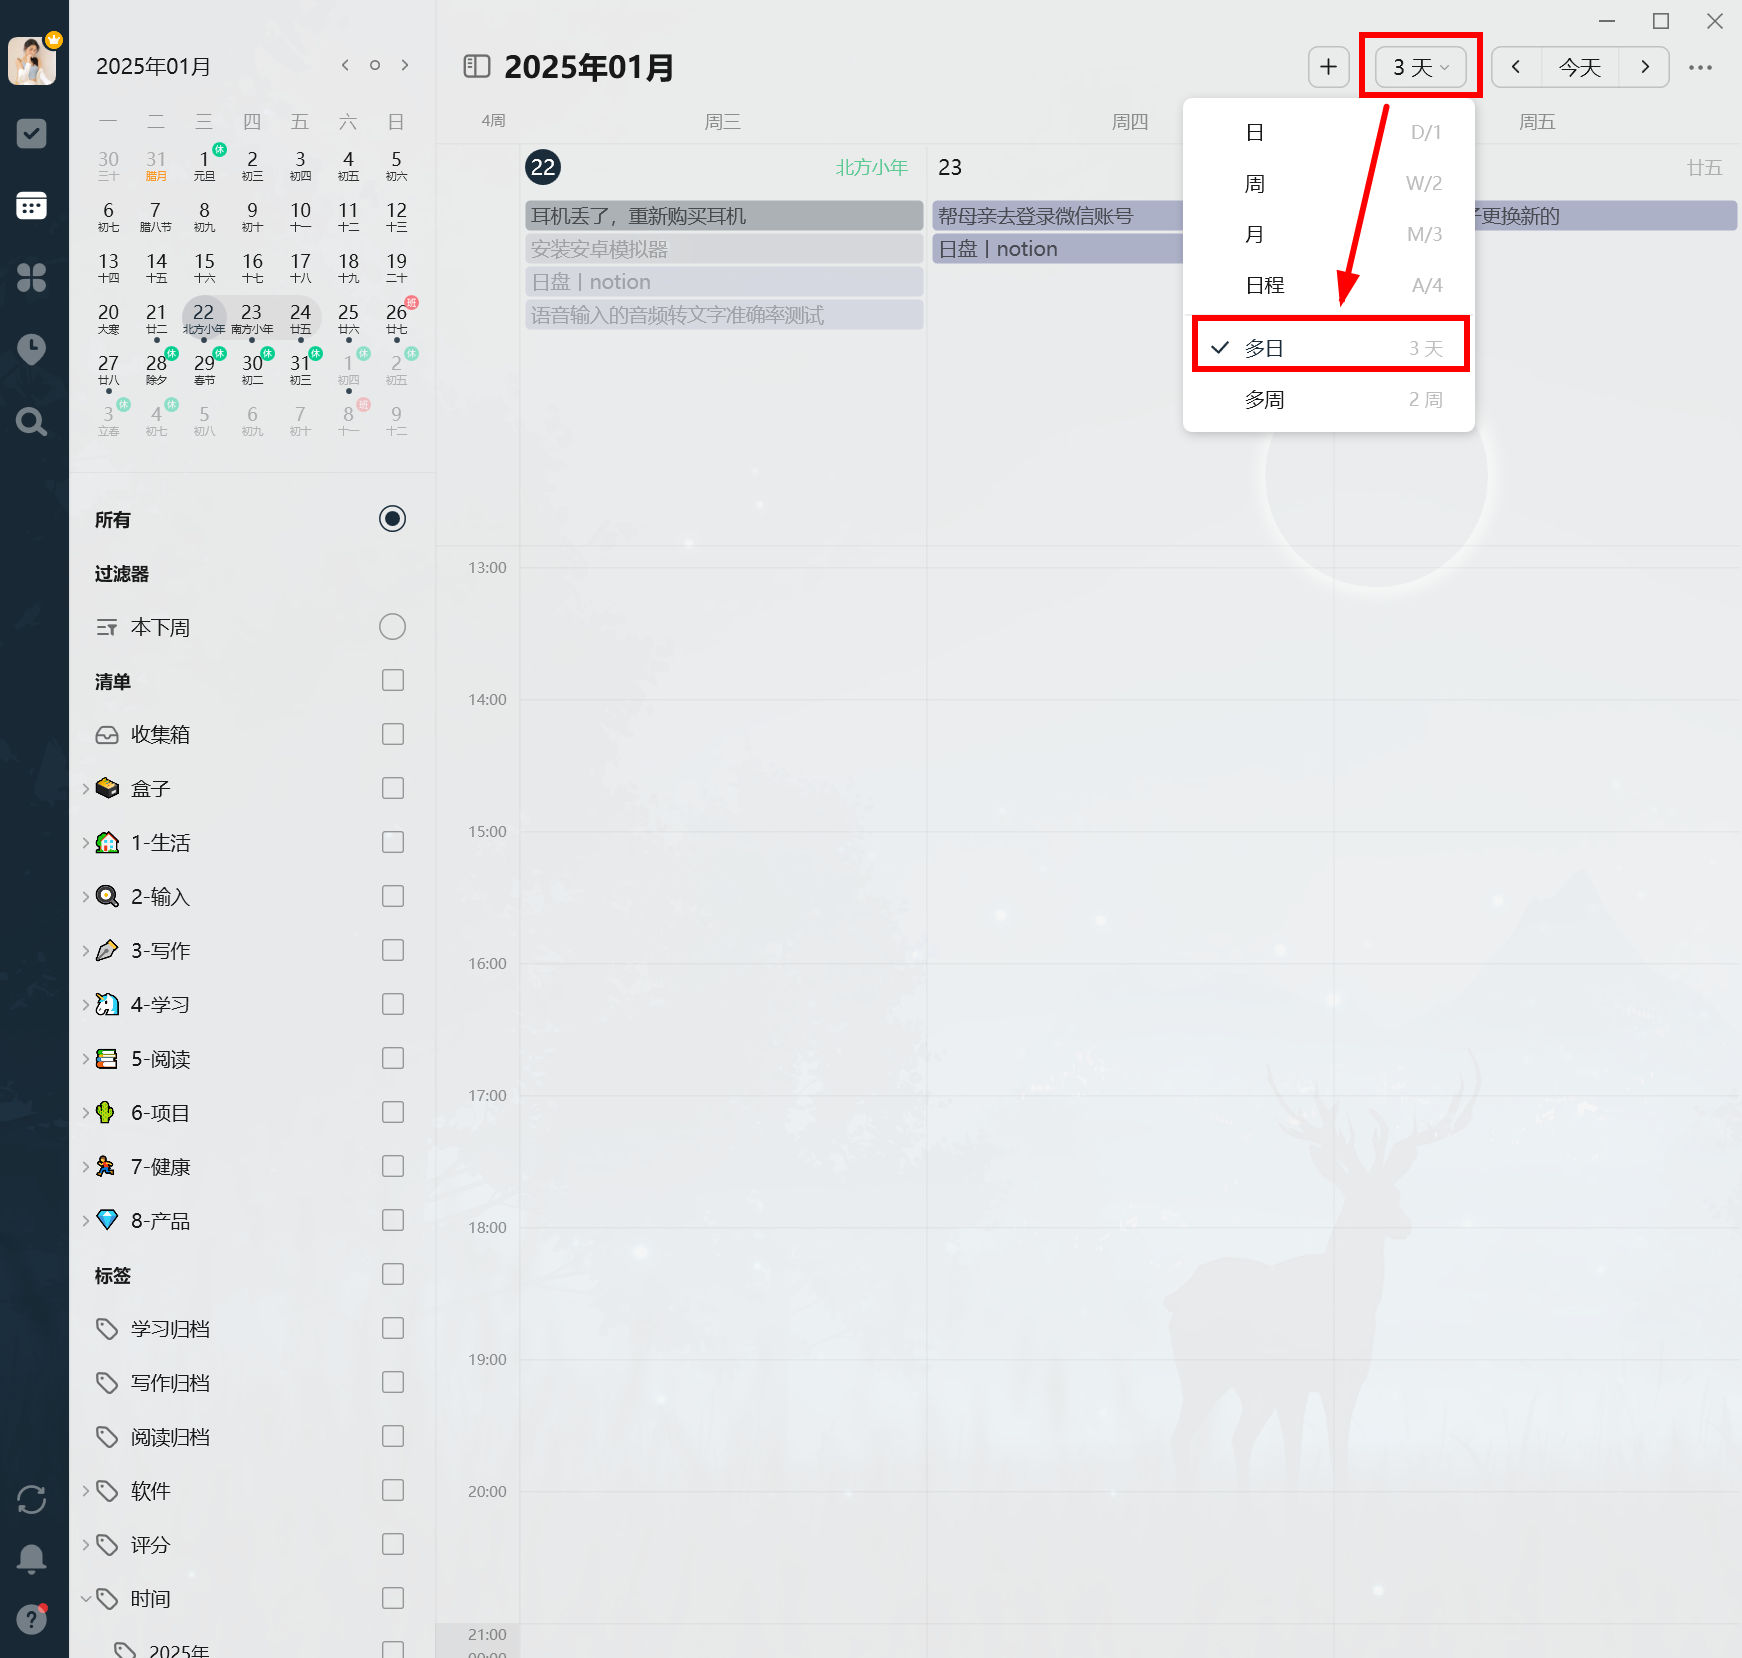 2025年01月
一 二 三 四 五 六 日
30 31 1 休 2 3 4 5
三十 腊月 元旦 初三 初四 初五 初六
6 7 8 9 10 11 12
初七 腊八节 初九 初十 十一 十二 十三
13 14 15 16 17 18 19
十四 十五 十六 十七 十八 十九 二十
20 21 22 23 24 25 26 班
大寒 廿二 北方小年 南方小年 廿五 廿六 廿七
27 28 休 29 休 30 休 31 休 1 休 2 休
廿八 除夕 春节 初二 初三 初四 初五
3 休 4 休 5 6 7 8 班 9
立春 初七 初八 初九 初十 十一 十二
所有
过滤器
本下周
清单
收集箱
盒子
1-生活
2-输入
3-写作
4-学习
5-阅读
6-项目
7-健康
8-产品
标签
学习归档
写作归档
阅读归档
软件
评分
时间
2025年
2025年01月
3 天
今天
4周 周三 周四 周五
22 北方小年 23 廿五
耳机丢了，重新购买耳机
安装安卓模拟器
日盘 | notion
语音输入的音频转文字准确率测试
帮母亲去登录微信账号
日盘 | notion
更换新的
日 D/1
周 W/2
月 M/3
日程 A/4
多日 3 天
多周 2 周
13:00
14:00
15:00
16:00
17:00
18:00
19:00
20:00
21:00